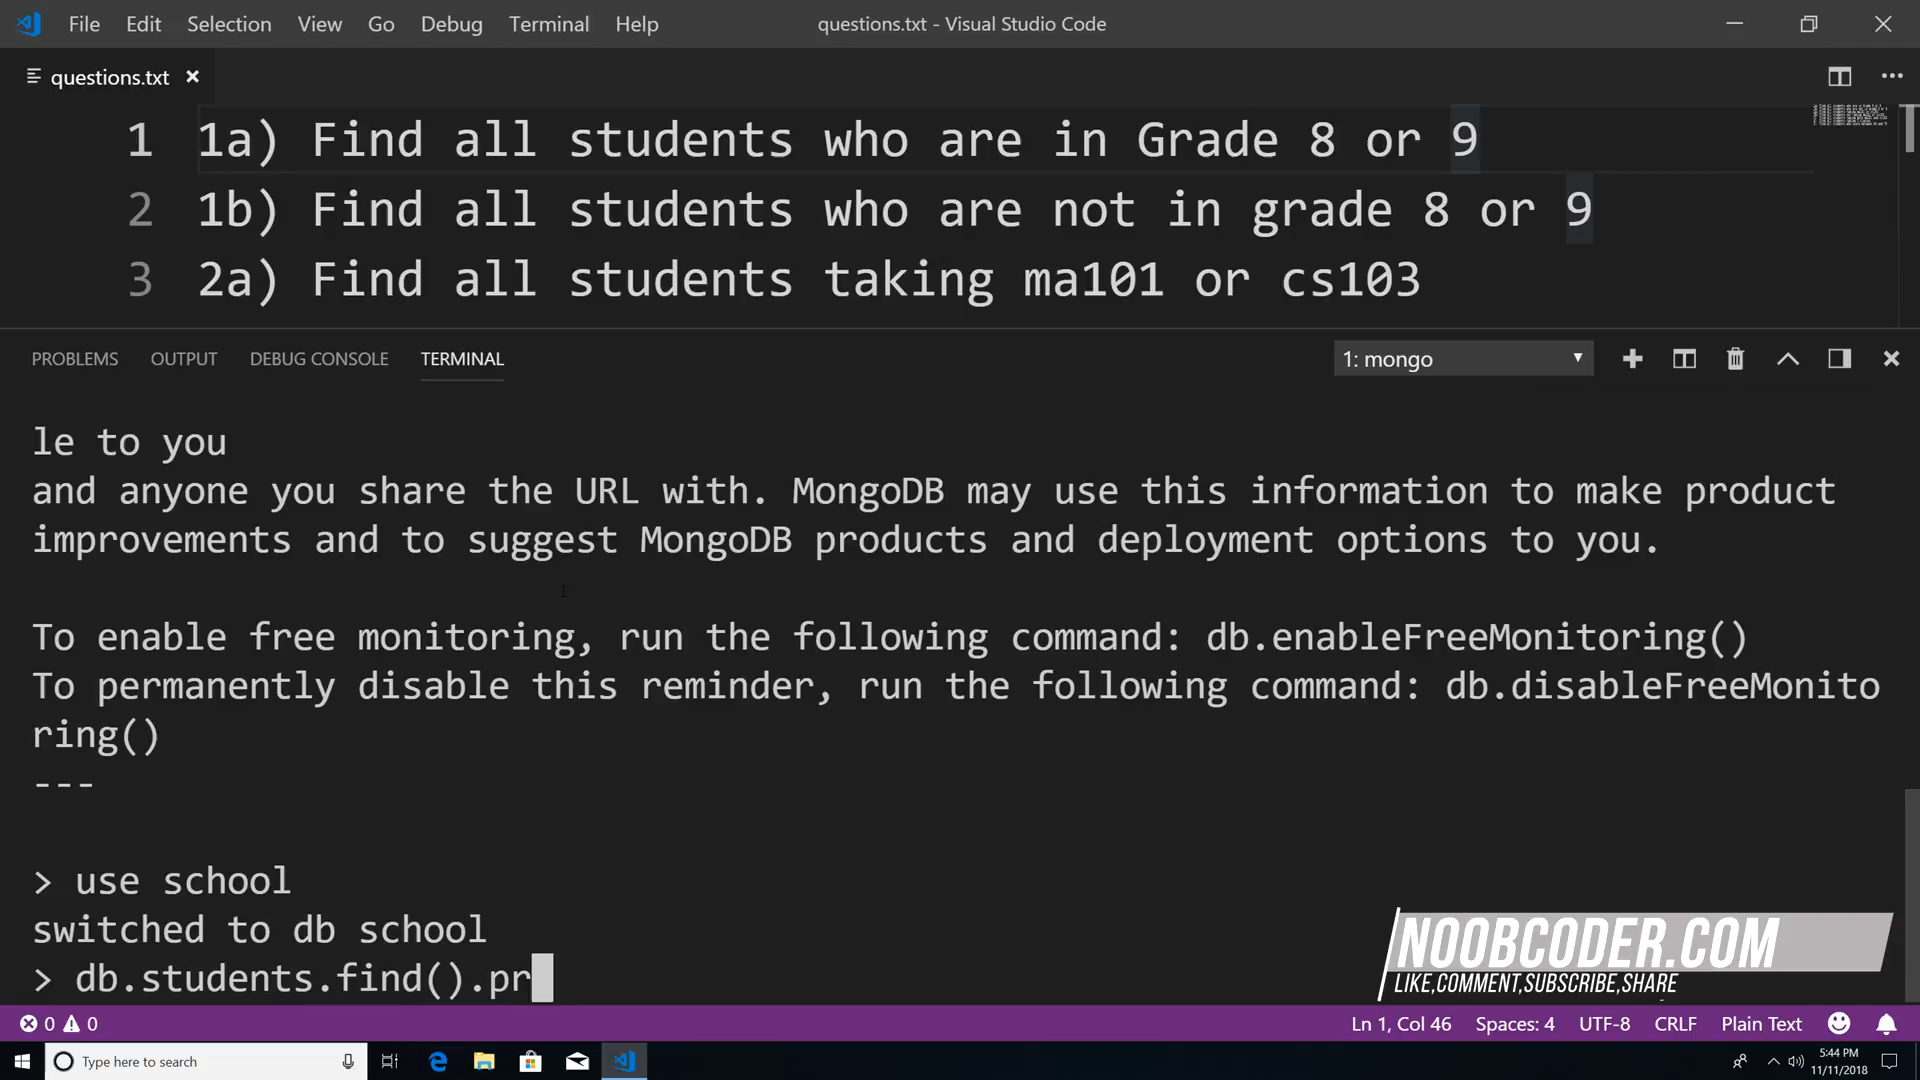 File Edit Selection View Go Debug Terminal Help questions.txt - Visual Studio Code
questions.txt
1 1a) Find all students who are in Grade 8 or 9
2 1b) Find all students who are not in grade 8 or 9
3 2a) Find all students taking ma101 or cs103
PROBLEMS OUTPUT DEBUG CONSOLE TERMINAL 1: mongo
le to you
and anyone you share the URL with. MongoDB may use this information to make product
improvements and to suggest MongoDB products and deployment options to you.
To enable free monitoring, run the following command: db.enableFreeMonitoring()
To permanently disable this reminder, run the following command: db.disableFreeMonito
ring()
---
> use school
switched to db school
> db.students.find().pr
NOOBCODER.COM
LIKE,COMMENT,SUBSCRIBE,SHARE
0 0 Ln 1, Col 46 Spaces: 4 UTF-8 CRLF Plain Text
Type here to search
5:44 PM
11/11/2018